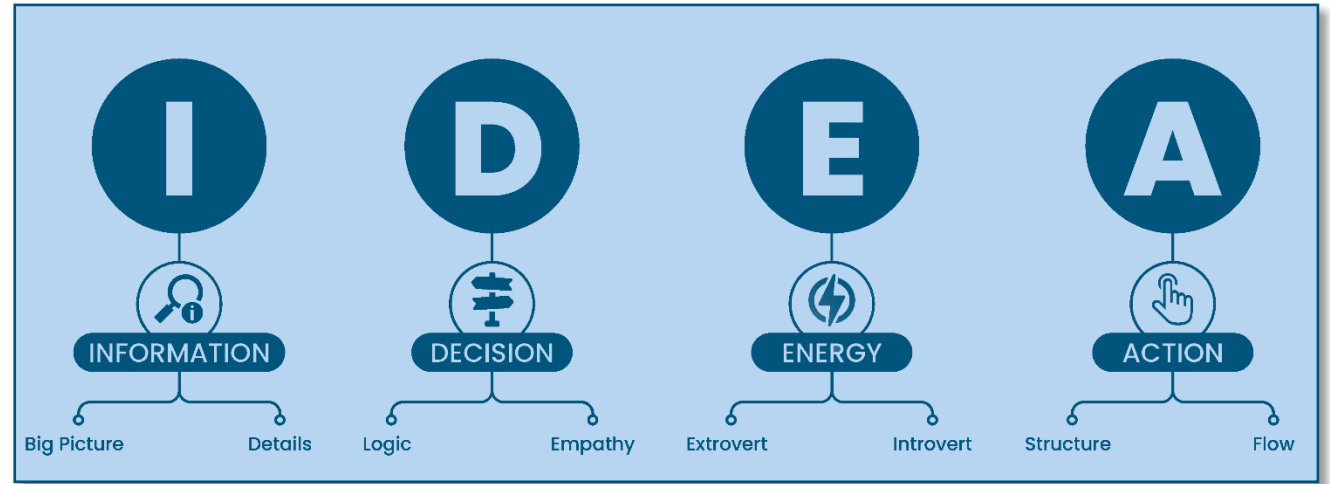 I D E A
INFORMATION DECISION ENERGY ACTION
Big Picture Details Logic Empathy Extrovert Introvert Structure Flow